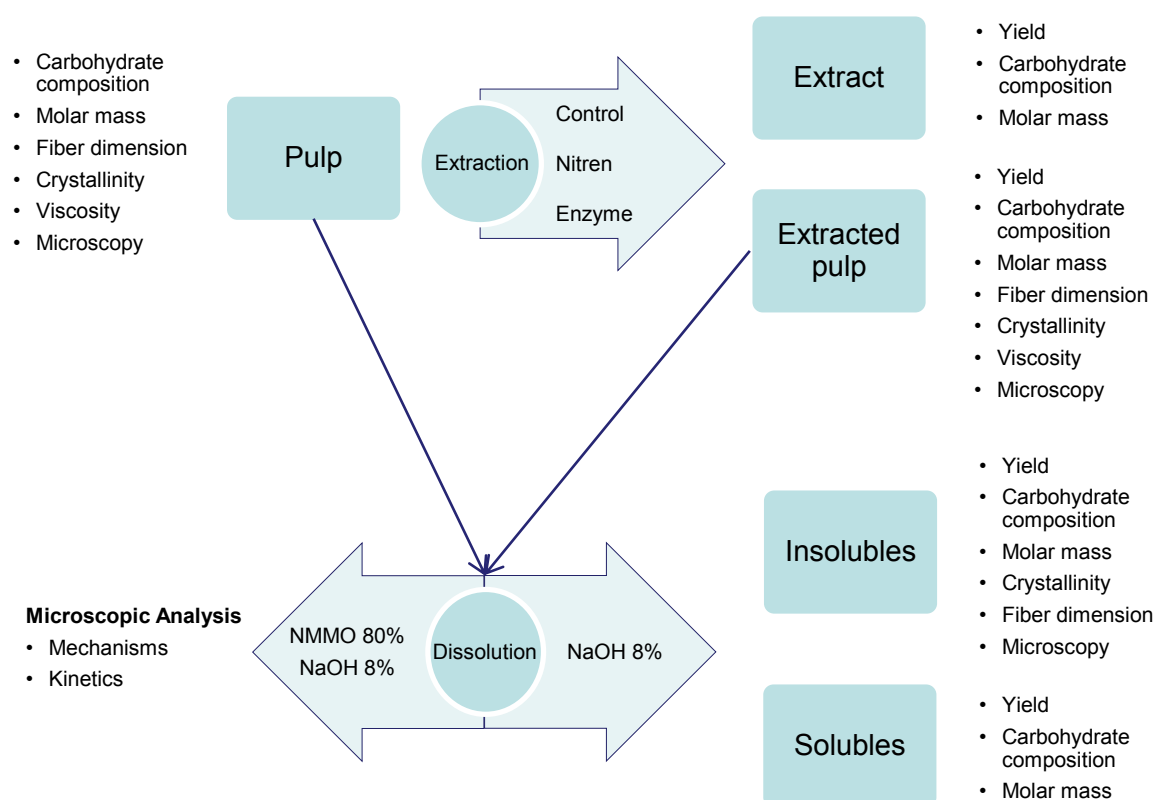 • Carbohydrate
composition
• Molar mass
• Fiber dimension
• Crystallinity
• Viscosity
• Microscopy
Pulp
Extraction
Control
Nitren
Enzyme
Extract
• Yield
• Carbohydrate
composition
• Molar mass
Extracted
pulp
• Yield
• Carbohydrate
composition
• Molar mass
• Fiber dimension
• Crystallinity
• Viscosity
• Microscopy
Microscopic Analysis
• Mechanisms
• Kinetics
NMMO 80%
NaOH 8%
Dissolution
NaOH 8%
Insolubles
• Yield
• Carbohydrate
composition
• Molar mass
• Crystallinity
• Fiber dimension
• Microscopy
Solubles
• Yield
• Carbohydrate
composition
• Molar mass